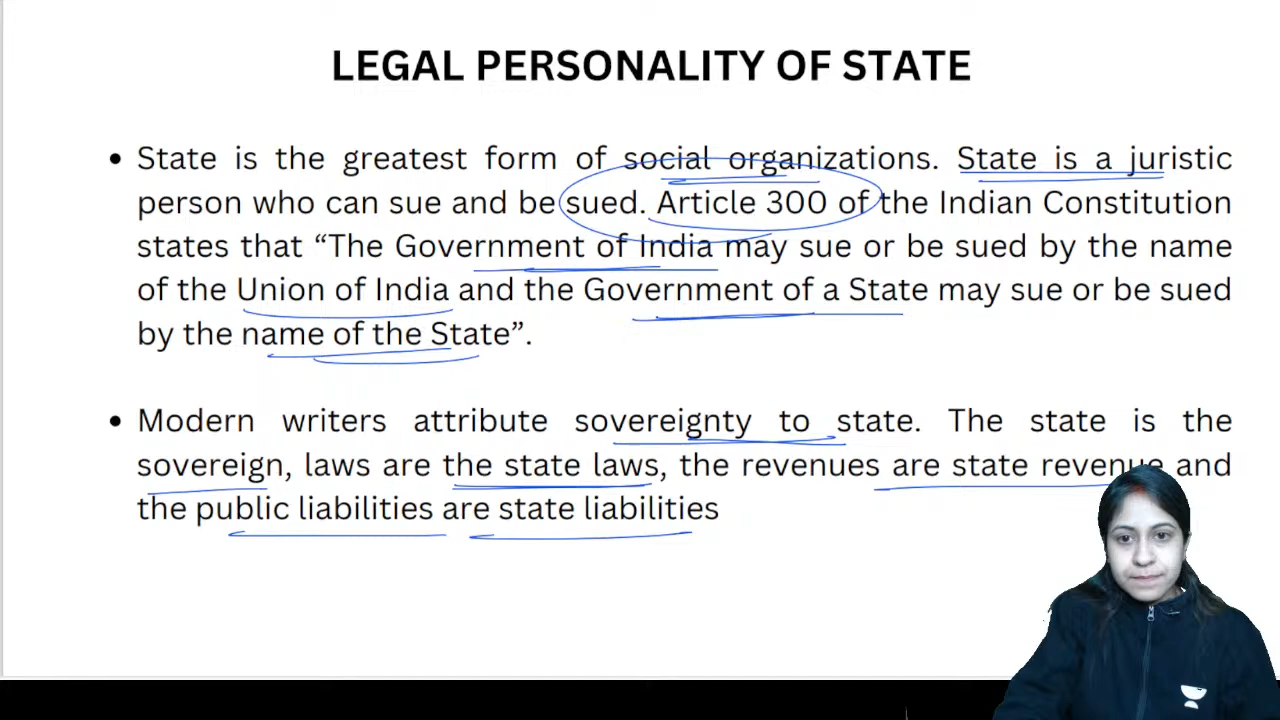 LEGAL PERSONALITY OF STATE
• State is the greatest form of social organizations. State is a juristic
person who can sue and be sued. Article 300 of the Indian Constitution
states that “The Government of India may sue or be sued by the name
of the Union of India and the Government of a State may sue or be sued
by the name of the State”.
• Modern writers attribute sovereignty to state. The state is the
sovereign, laws are the state laws, the revenues are state revenue and
the public liabilities are state liabilities